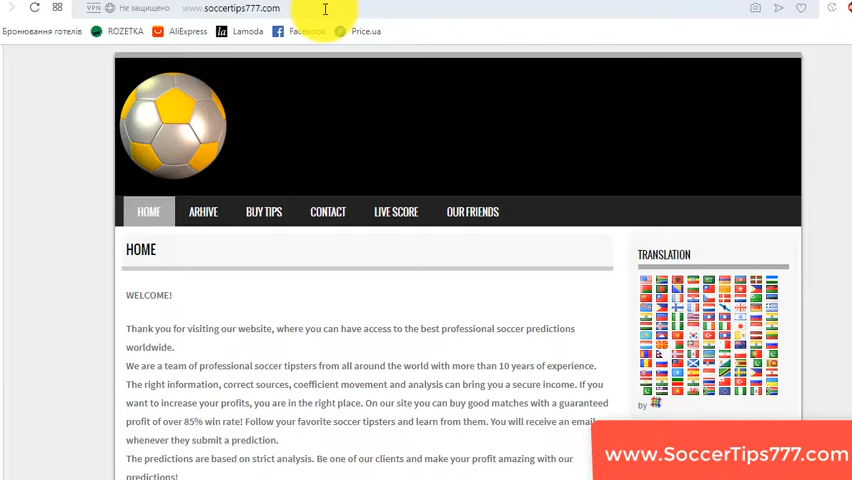 VPN Не защищено www.soccertips777.com
Бронювання готелів ROZETKA AliExpress la Lamoda Facebook Price.ua
HOME ARHIVE BUY TIPS CONTACT LIVE SCORE OUR FRIENDS
HOME
TRANSLATION
WELCOME!
Thank you for visiting our website, where you can have access to the best professional soccer predictions
worldwide.
We are a team of professional soccer tipsters from all around the world with more than 10 years of experience.
The right information, correct sources, coefficient movement and analysis can bring you a secure income. If you
want to increase your profits, you are in the right place. On our site you can buy good matches with a guaranteed
profit of over 85% win rate! Follow your favorite soccer tipsters and learn from them. You will receive an email
whenever they submit a prediction.
The predictions are based on strict analysis. Be one of our clients and make your profit amazing with our
predictions!
by
www.SoccerTips777.com